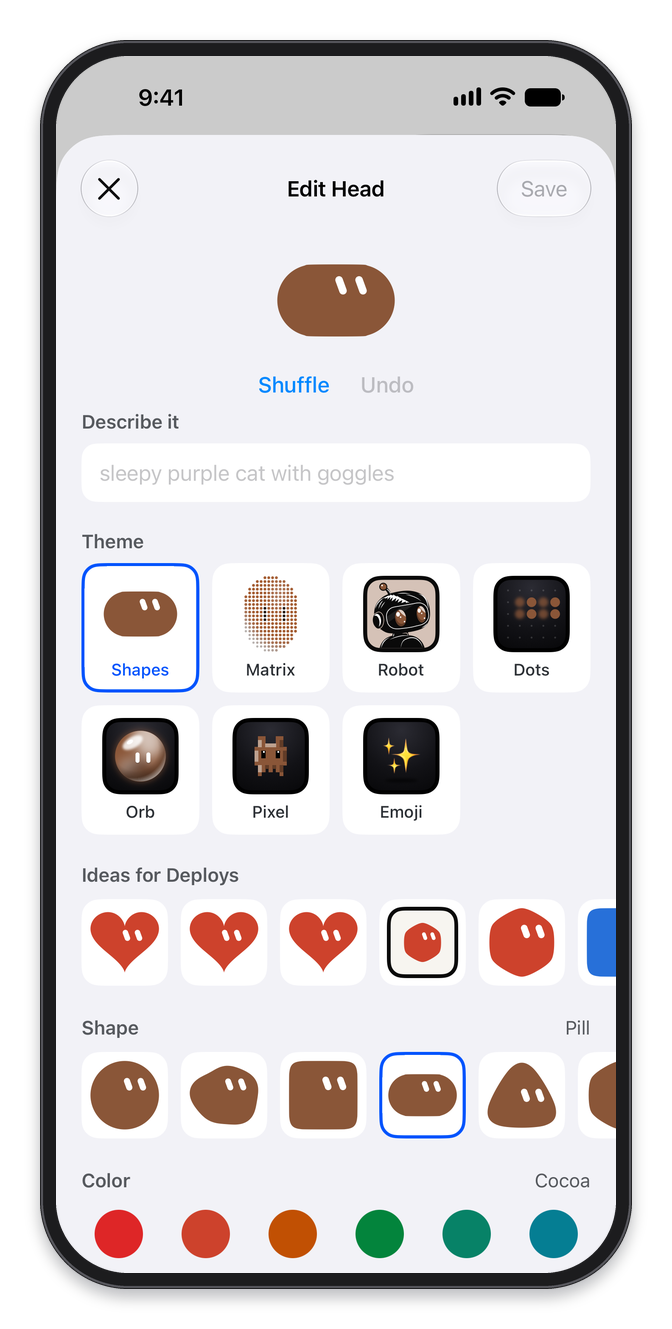 9:41
Edit Head
Save
Shuffle Undo
Describe it
sleepy purple cat with goggles
Theme
Shapes Matrix Robot Dots
Orb Pixel Emoji
Ideas for Deploys
Shape Pill
Color Cocoa